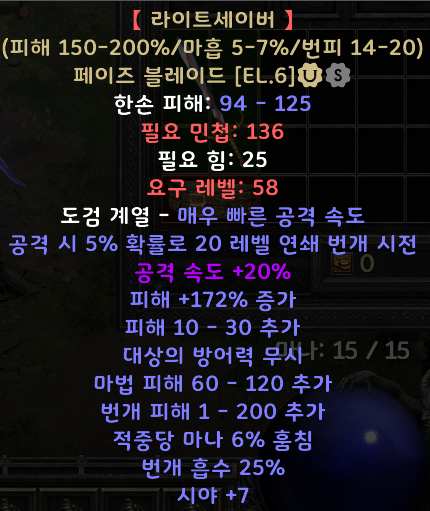 【 라이트세이버 】
(피해 150-200%/마흡 5-7%/번피 14-20)
페이즈 블레이드 [EL.6] U S
한손 피해: 94 - 125
필요 민첩: 136
필요 힘: 25
요구 레벨: 58
도검 계열 - 매우 빠른 공격 속도
공격 시 5% 확률로 20 레벨 연쇄 번개 시전
0
공격 속도 +20%
피해 +172% 증가
피해 10 - 30 추가
대상의 방어력 무시
마나: 15 / 15
마법 피해 60 - 120 추가
번개 피해 1 - 200 추가
적중당 마나 6% 훔침
번개 흡수 25%
시야 +7